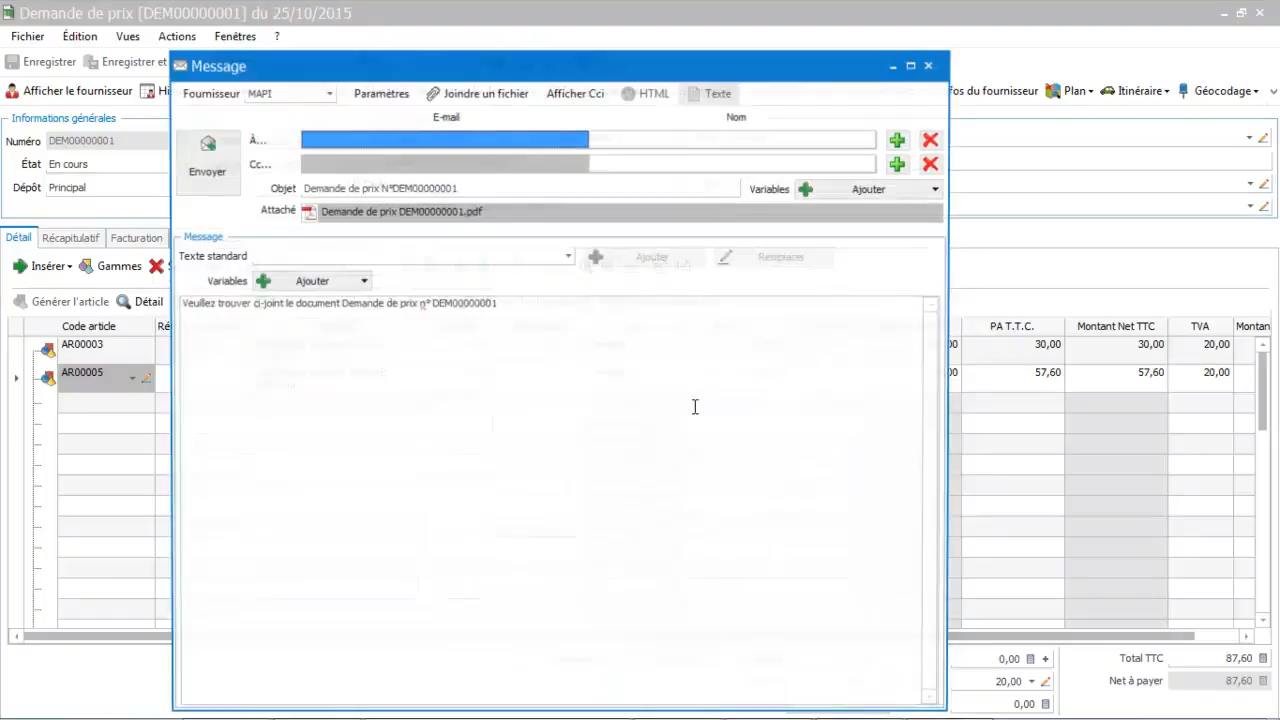 Demande de prix [DEM00000001] du 25/10/2015
Fichier Édition Vues Actions Fenêtres ?
Enregistrer Enregistrer et
Afficher le fournisseur Hi
os du fournisseur Plan Itinéraire Géocodage
Informations générales
Numéro DEM00000001
État En cours
Dépôt Principal
Détail Récapitulatif Facturation
Insérer Gammes S
Générer l'article Détail
Code article Ré
AR00003
AR00005
Message
Fournisseur MAPI Paramètres Joindre un fichier Afficher Cci HTML Texte
E-mail Nom
À...
Cc...
Envoyer
Objet Demande de prix N°DEM00000001 Variables Ajouter
Attaché Demande de prix DEM00000001.pdf
Message
Texte standard Ajouter Remplacer
Variables Ajouter
Veuillez trouver ci-joint le document Demande de prix n° DEM00000001
PA T.T.C. Montant Net TTC TVA Montan
00 30,00 30,00 20,00
00 57,60 57,60 20,00
0,00 Total TTC 87,60
20,00 Net à payer 87,60
0,00